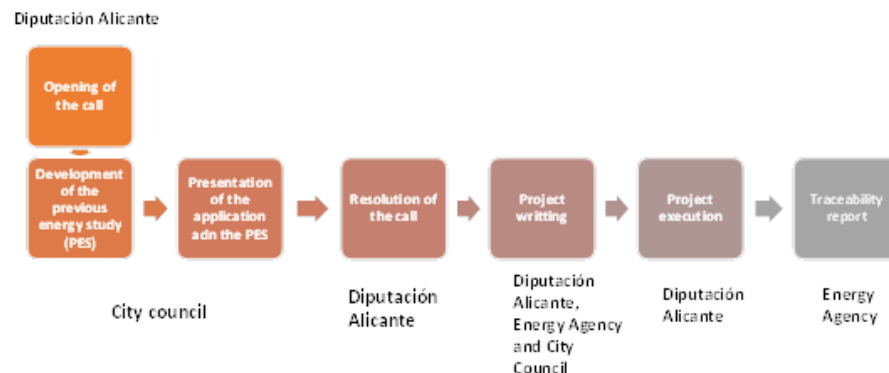 Diputación Alicante
Opening of
the call
Development
of the
previous
energy study
(PES)
Presentation
of the
application
adn the PES
Resolution of
the call
Project
writting
Project
execution
Traceability
report
City council
Diputación
Alicante
Diputación
Alicante,
Energy Agency
and City
Council
Diputación
Alicante
Energy
Agency